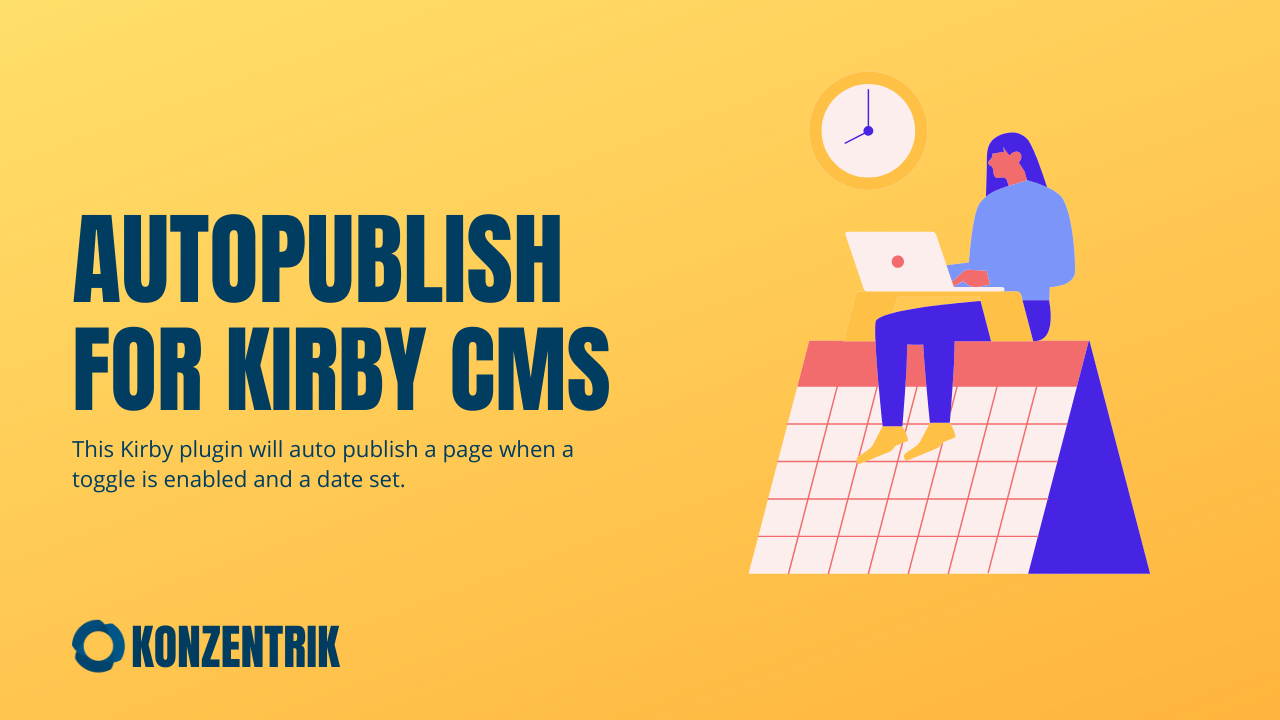 AUTOPUBLISH
FOR KIRBY CMS
This Kirby plugin will auto publish a page when a
toggle is enabled and a date set.
KONZENTRIK